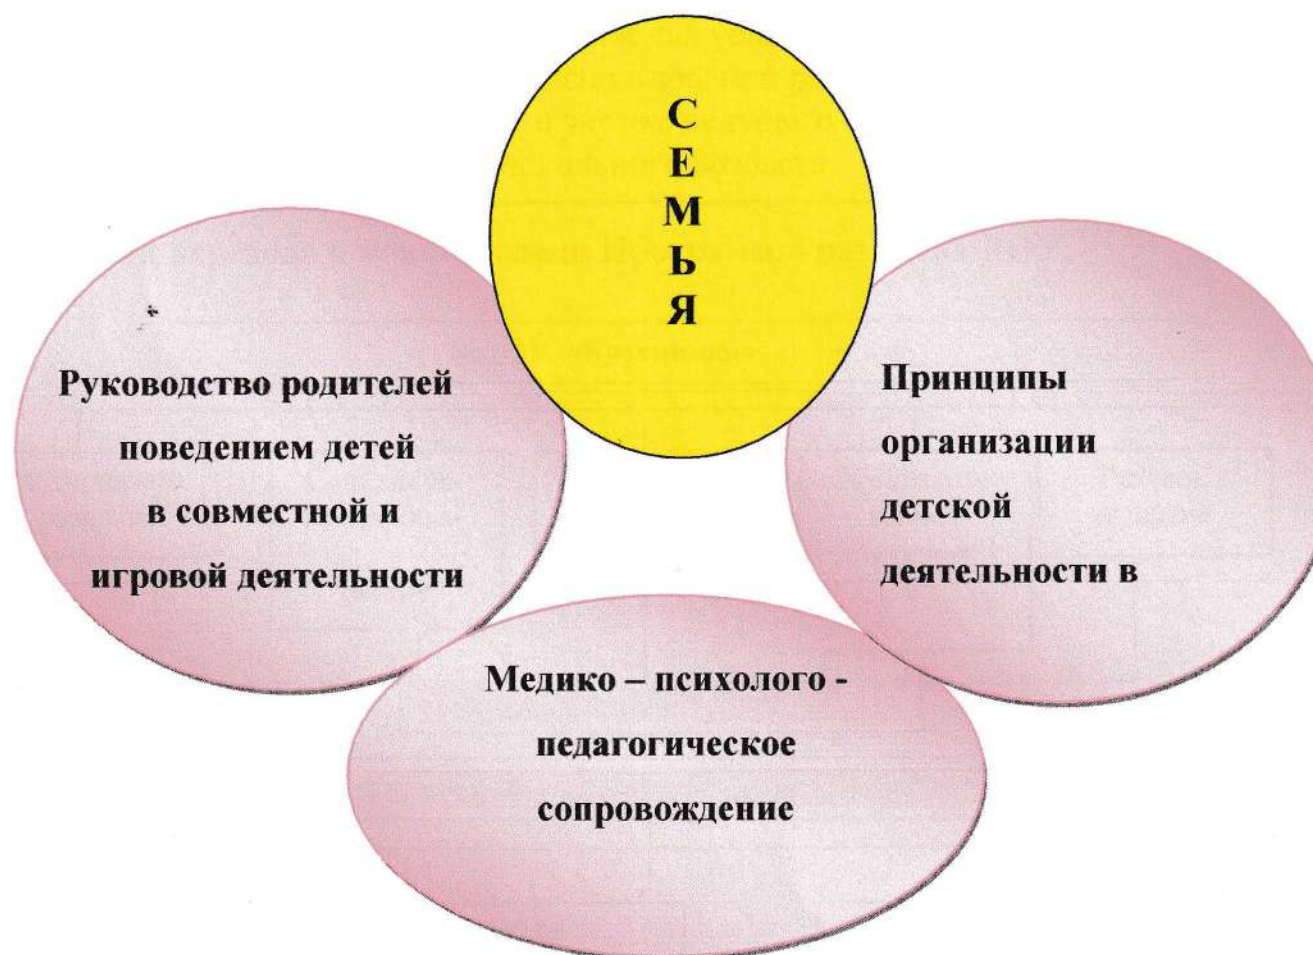 С
Е
М
Ь
Я
Руководство родителей
поведением детей
в совместной и
игровой деятельности
Принципы
организации
детской
деятельности в
Медико – психолого -
педагогическое
сопровождение